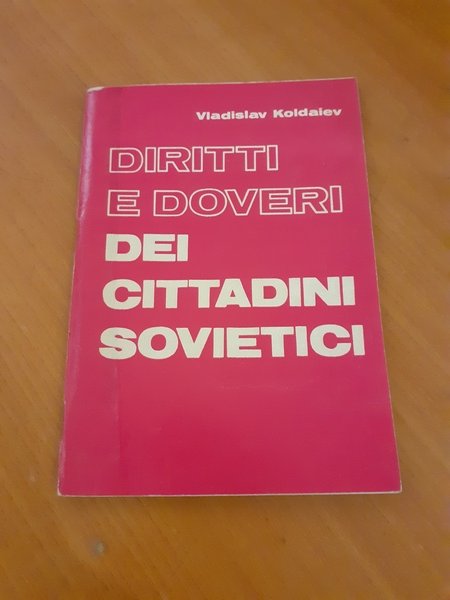 Vladislav Koldaiev
DIRITTI
E DOVERI
DEI
CITTADINI
SOVIETICI